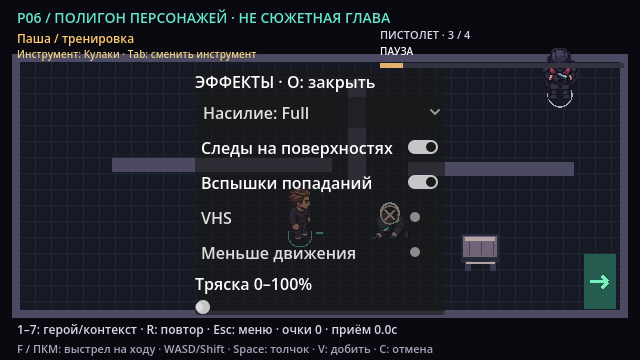 P06 / ПОЛИГОН ПЕРСОНАЖЕЙ · НЕ СЮЖЕТНАЯ ГЛАВА
Паша / тренировка
ПИСТОЛЕТ · 3 / 4
Инструмент: Кулаки · Tab: сменить инструмент
ПАУЗА
ЭФФЕКТЫ · O: закрыть
Насилие: Full
Следы на поверхностях
Вспышки попаданий
VHS
Меньше движения
Тряска 0–100%
1–7: герой/контекст · R: повтор · Esc: меню · очки 0 · приём 0.0с
F / ПКМ: выстрел на ходу · WASD/Shift · Space: толчок · V: добить · C: отмена